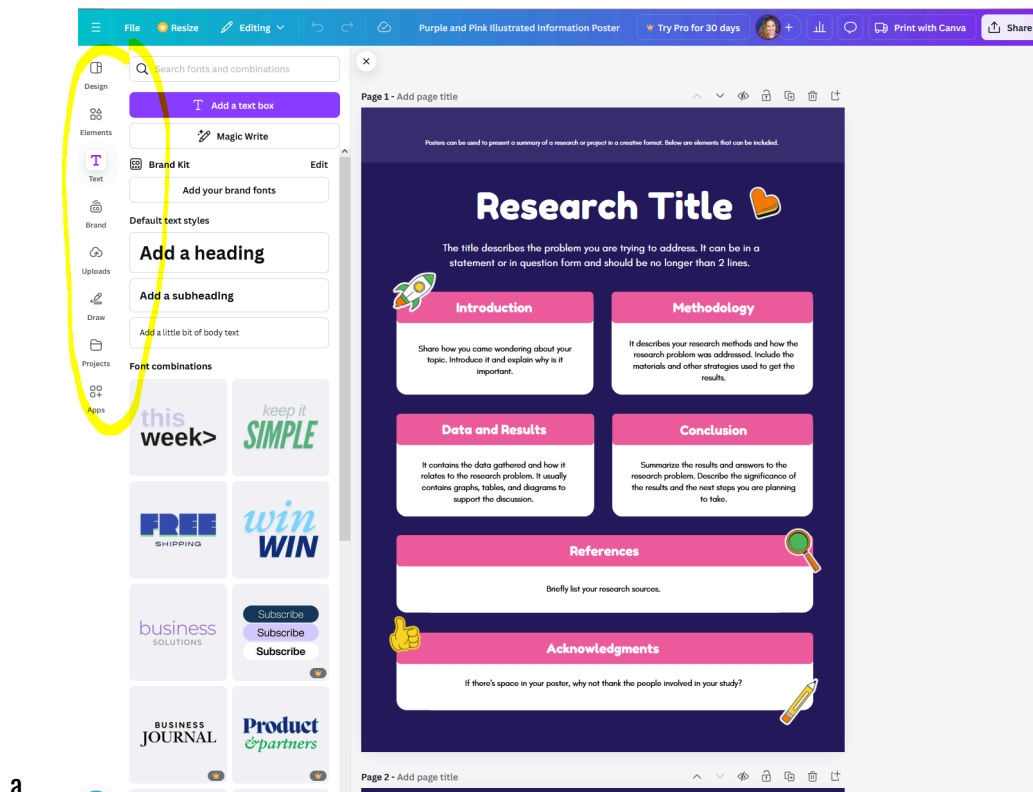 File
Resize
Editing
Purple and Pink Illustrated Information Poster
Try Pro for 30 days
Print with Canva
Share
Design
Elements
Text
Brand
Uploads
Draw
Projects
Apps
Search fonts and combinations
T Add a text box
Magic Write
Brand Kit
Edit
Add your brand fonts
Default text styles
Add a heading
Add a subheading
Add a little bit of body text
Font combinations
this
week>
keep it
SIMPLE
FREE
SHIPPING
win
WIN
business
SOLUTIONS
Subscribe
Subscribe
Subscribe
BUSINESS
JOURNAL
Product
&partners
Page 1 - Add page title
Posters can be used to present a summary of a research or project in a creative format. Below are elements that can be included.
Research Title
The title describes the problem you are trying to address. It can be in a
statement or in question form and should be no longer than 2 lines.
Introduction
Share how you came wondering about your
topic. Introduce it and explain why is it
important.
Methodology
It describes your research methods and how the
research problem was addressed. Include the
materials and other strategies used to get the
results.
Data and Results
It contains the data gathered and how it
relates to the research problem. It usually
contains graphs, tables, and diagrams to
support the discussion.
Conclusion
Summarize the results and answers to the
research problem. Describe the significance of
the results and the next steps you are planning
to take.
References
Briefly list your research sources.
Acknowledgments
If there's space in your poster, why not thank the people involved in your study?
Page 2 - Add page title
a